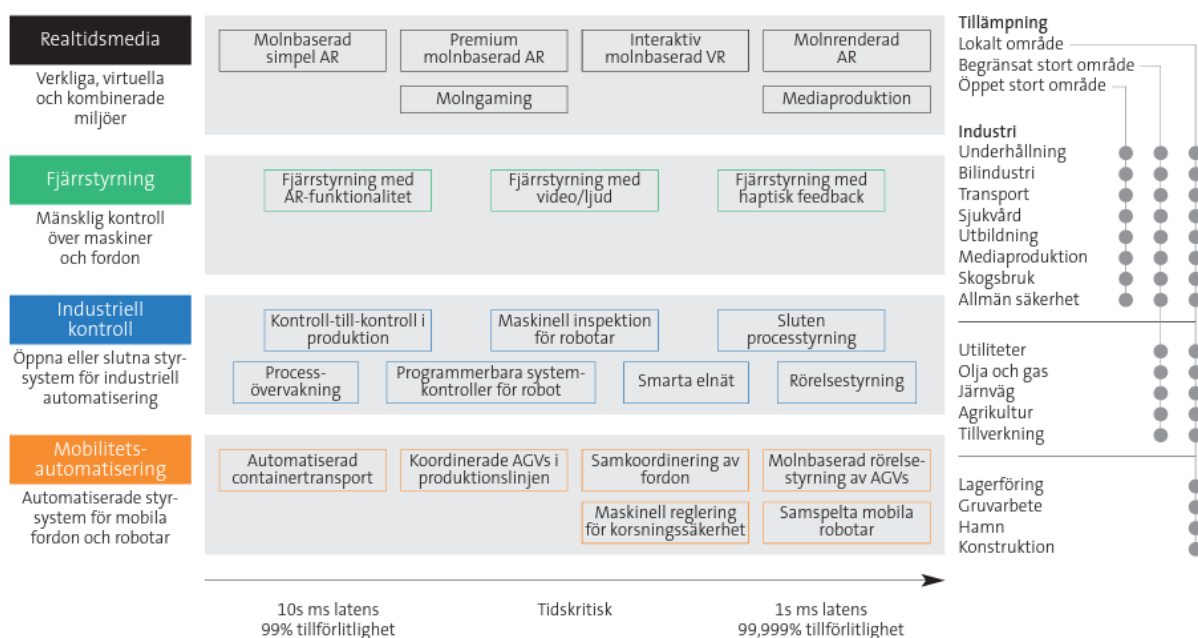 Realtidsmedia
Verkliga, virtuella
och kombinerade
miljöer
Molnbaserad
simpel AR
Premium
molnbaserad AR
Interaktiv
molnbaserad VR
Molnrenderad
AR
Molngaming
Mediaproduktion
Fjärrstyrning
Mänsklig kontroll
över maskiner
och fordon
Fjärrstyrning med
AR-funktionalitet
Fjärrstyrning med
video/ljud
Fjärrstyrning med
haptisk feedback
Industriell
kontroll
Öppna eller slutna styr-
system för industriell
automatisering
Kontroll-till-kontroll i
produktion
Maskinell inspektion
för robotar
Sluten
processtyrning
Process-
övervakning
Programmerbara system-
kontroller för robot
Smarta elnät
Rörelsestyrning
Mobilitets-
automatisering
Automatiserade styr-
system för mobila
fordon och robotar
Automatiserad
containertransport
Koordinerade AGVs i
produktionslinjen
Samkoordinering av
fordon
Molnbaserad rörelse-
styrning av AGVs
Maskinell reglering
för korsningssäkerhet
Samspelta mobila
robotar
10s ms latens
99% tillförlitlighet
Tidskritisk
1s ms latens
99,999% tillförlitlighet
Tillämpning
Lokalt område
Begränsat stort område
Öppet stort område
Industri
Underhållning
Bilindustri
Transport
Sjukvård
Utbildning
Mediaproduktion
Skogsbruk
Allmän säkerhet
Utiliteter
Olja och gas
Järnväg
Agrikultur
Tillverkning
Lagerföring
Gruvarbete
Hamn
Konstruktion